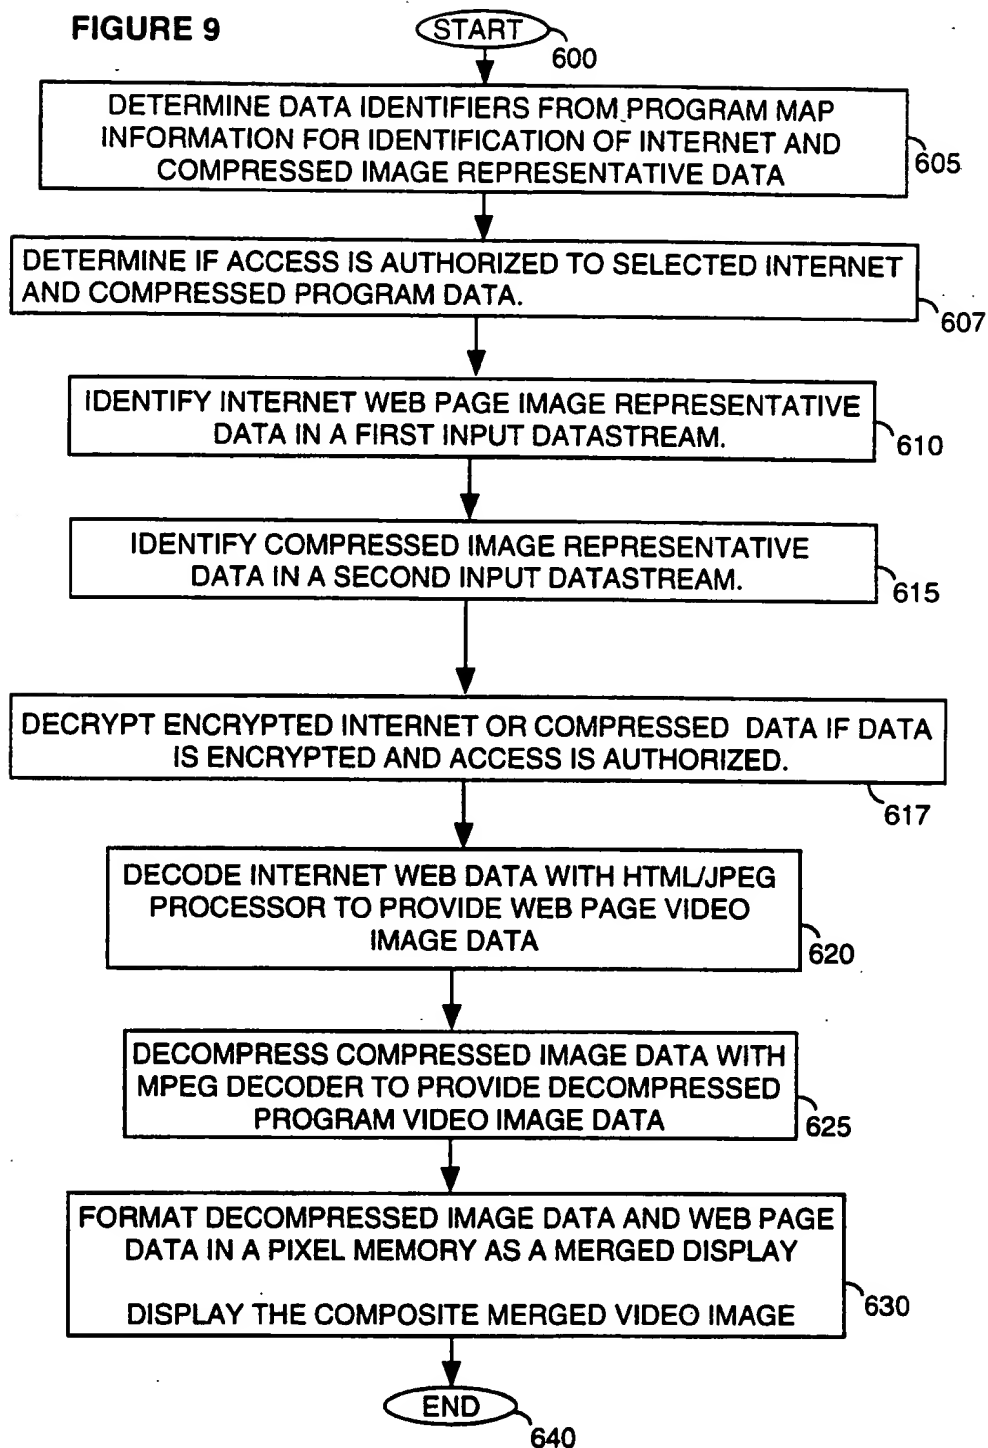 FIGURE 9
START
600
DETERMINE DATA IDENTIFIERS FROM PROGRAM MAP
INFORMATION FOR IDENTIFICATION OF INTERNET AND
COMPRESSED IMAGE REPRESENTATIVE DATA
605
DETERMINE IF ACCESS IS AUTHORIZED TO SELECTED INTERNET
AND COMPRESSED PROGRAM DATA.
607
IDENTIFY INTERNET WEB PAGE IMAGE REPRESENTATIVE
DATA IN A FIRST INPUT DATASTREAM.
610
IDENTIFY COMPRESSED IMAGE REPRESENTATIVE
DATA IN A SECOND INPUT DATASTREAM.
615
DECRYPT ENCRYPTED INTERNET OR COMPRESSED DATA IF DATA
IS ENCRYPTED AND ACCESS IS AUTHORIZED.
617
DECODE INTERNET WEB DATA WITH HTML/JPEG
PROCESSOR TO PROVIDE WEB PAGE VIDEO
IMAGE DATA
620
DECOMPRESS COMPRESSED IMAGE DATA WITH
MPEG DECODER TO PROVIDE DECOMPRESSED
PROGRAM VIDEO IMAGE DATA
625
FORMAT DECOMPRESSED IMAGE DATA AND WEB PAGE
DATA IN A PIXEL MEMORY AS A MERGED DISPLAY
DISPLAY THE COMPOSITE MERGED VIDEO IMAGE
630
END
640